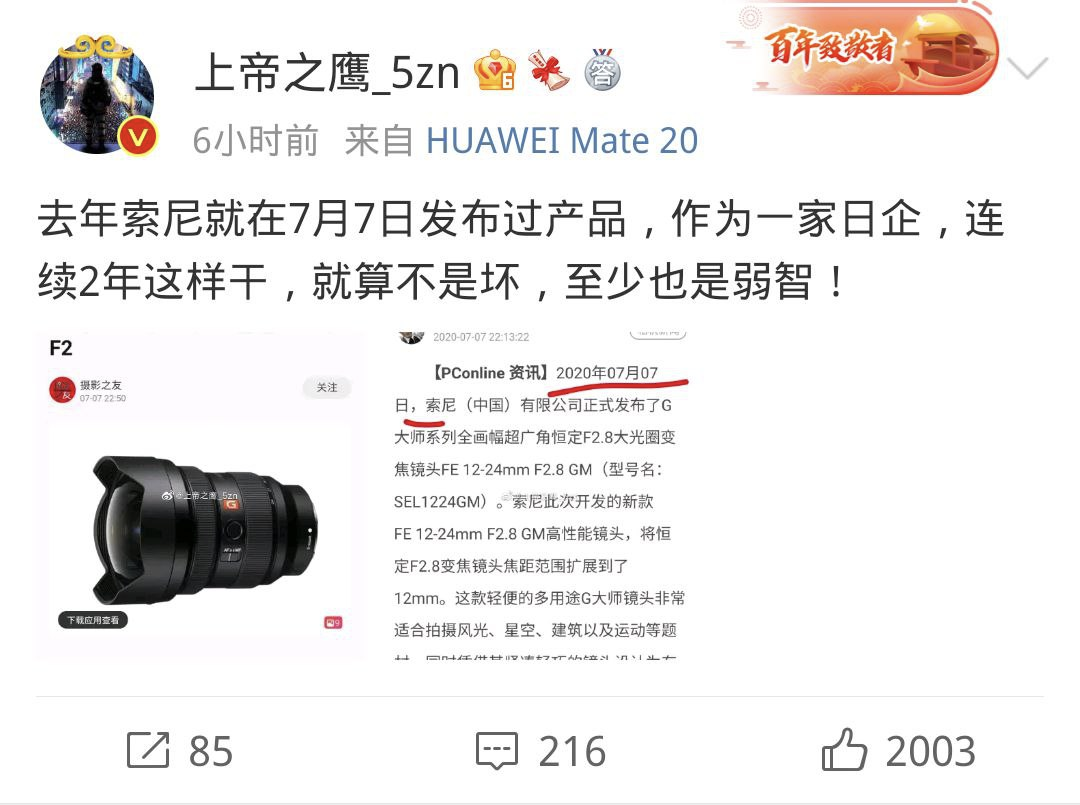 百年致敬者
上帝之鹰_5zn
6
答
V
6小时前 来自 HUAWEI Mate 20
去年索尼就在7月7日发布过产品，作为一家日企，连
续2年这样干，就算不是坏，至少也是弱智！
F2
摄影之友
07-07 22:50
关注
@上帝之鹰_5zn
G
下载应用查看
9
2020-07-07 22:13:22
【PConline 资讯】2020年07月07
日，索尼（中国）有限公司正式发布了G
大师系列全画幅超广角恒定F2.8大光圈变
焦镜头FE 12-24mm F2.8 GM（型号名：
SEL1224GM）。索尼此次开发的新款
FE 12-24mm F2.8 GM高性能镜头，将恒
定F2.8变焦镜头焦距范围扩展到了
12mm。这款轻便的多用途G大师镜头非常
适合拍摄风光、星空、建筑以及运动等题
85
216
2003